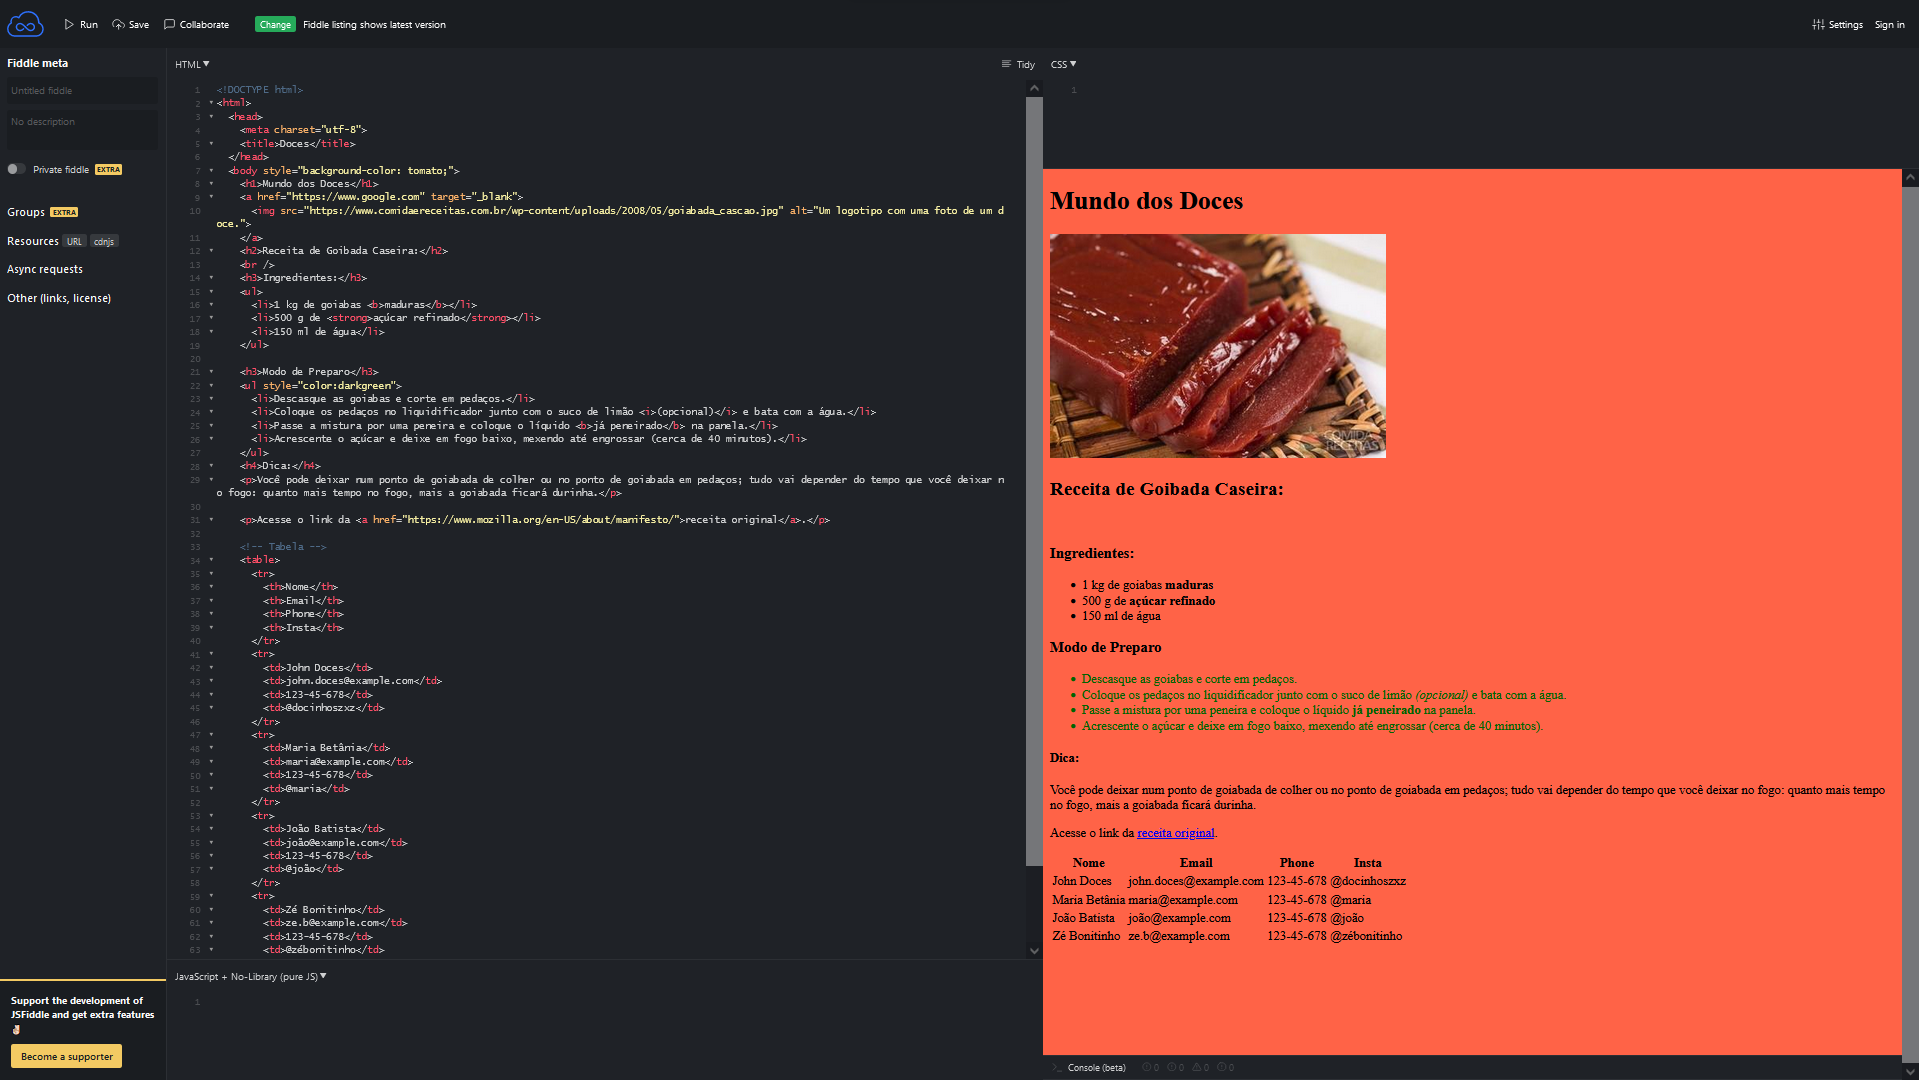 Run Save Collaborate Change Fiddle listing shows latest version Settings Sign in
Fiddle meta
Untitled fiddle
No description
Private fiddle EXTRA
Groups EXTRA
Resources URL cdnjs
Async requests
Other (links, license)
Support the development of
JSFiddle and get extra features
Become a supporter
HTML Tidy
1 <!DOCTYPE html>
2 <html>
3 <head>
4 <meta charset="utf-8">
5 <title>Doces</title>
6 </head>
7 <body style="background-color: tomato;">
8 <h1>Mundo dos Doces</h1>
9 <a href="https://www.google.com" target="_blank">
10 <img src="https://www.comidaereceitas.com.br/wp-content/uploads/2008/05/goiabada_cascao.jpg" alt="Um logotipo com uma foto de um d
oce.">
11 </a>
12 <h2>Receita de Goibada Caseira:</h2>
13 <br />
14 <h3>Ingredientes:</h3>
15 <ul>
16 <li>1 kg de goiabas <b>maduras</b></li>
17 <li>500 g de <strong>açúcar refinado</strong></li>
18 <li>150 ml de água</li>
19 </ul>
20
21 <h3>Modo de Preparo</h3>
22 <ul style="color:darkgreen">
23 <li>Descasque as goiabas e corte em pedaços.</li>
24 <li>Coloque os pedaços no liquidificador junto com o suco de limão <i>(opcional)</i> e bata com a água.</li>
25 <li>Passe a mistura por uma peneira e coloque o líquido <b>já peneirado</b> na panela.</li>
26 <li>Acrescente o açúcar e deixe em fogo baixo, mexendo até engrossar (cerca de 40 minutos).</li>
27 </ul>
28 <h4>Dica:</h4>
29 <p>Você pode deixar num ponto de goiabada de colher ou no ponto de goiabada em pedaços; tudo vai depender do tempo que você deixar n
o fogo: quanto mais tempo no fogo, mais a goiabada ficará durinha.</p>
30
31 <p>Acesse o link da <a href="https://www.mozilla.org/en-US/about/manifesto/">receita original</a>.</p>
32
33 <!-- Tabela -->
34 <table>
35 <tr>
36 <th>Nome</th>
37 <th>Email</th>
38 <th>Phone</th>
39 <th>Insta</th>
40 </tr>
41 <tr>
42 <td>John Doces</td>
43 <td>john.doces@example.com</td>
44 <td>123-45-678</td>
45 <td>@docinhoszxz</td>
46 </tr>
47 <tr>
48 <td>Maria Betânia</td>
49 <td>maria@example.com</td>
50 <td>123-45-678</td>
51 <td>@maria</td>
52 </tr>
53 <tr>
54 <td>João Batista</td>
55 <td>joão@example.com</td>
56 <td>123-45-678</td>
57 <td>@joão</td>
58 </tr>
59 <tr>
60 <td>Zé Bonitinho</td>
61 <td>ze.b@example.com</td>
62 <td>123-45-678</td>
63 <td>@zébonitinho</td>
JavaScript + No-Library (pure JS)
1
CSS
1
Mundo dos Doces
COMIDA
RECEITAS
Receita de Goibada Caseira:
Ingredientes:
1 kg de goiabas maduras
500 g de açúcar refinado
150 ml de água
Modo de Preparo
Descasque as goiabas e corte em pedaços.
Coloque os pedaços no liquidificador junto com o suco de limão (opcional) e bata com a água.
Passe a mistura por uma peneira e coloque o líquido já peneirado na panela.
Acrescente o açúcar e deixe em fogo baixo, mexendo até engrossar (cerca de 40 minutos).
Dica:
Você pode deixar num ponto de goiabada de colher ou no ponto de goiabada em pedaços; tudo vai depender do tempo que você deixar no fogo: quanto mais tempo
no fogo, mais a goiabada ficará durinha.
Acesse o link da receita original.
Nome Email Phone Insta
John Doces john.doces@example.com 123-45-678 @docinhoszxz
Maria Betânia maria@example.com 123-45-678 @maria
João Batista joão@example.com 123-45-678 @joão
Zé Bonitinho ze.b@example.com 123-45-678 @zébonitinho
Console (beta) 0 0 0 0